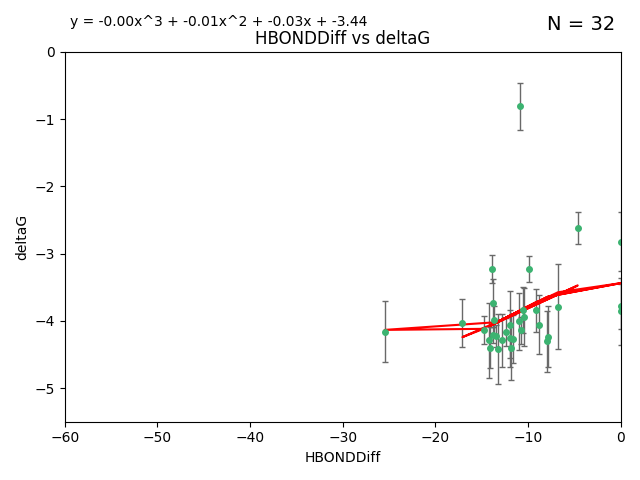 y = -0.00x^3 + -0.01x^2 + -0.03x + -3.44
N = 32
HBONDDiff vs deltaG
0
−1
−2
−3
−4
−5
deltaG
−60
−50
−40
−30
−20
−10
0
HBONDDiff